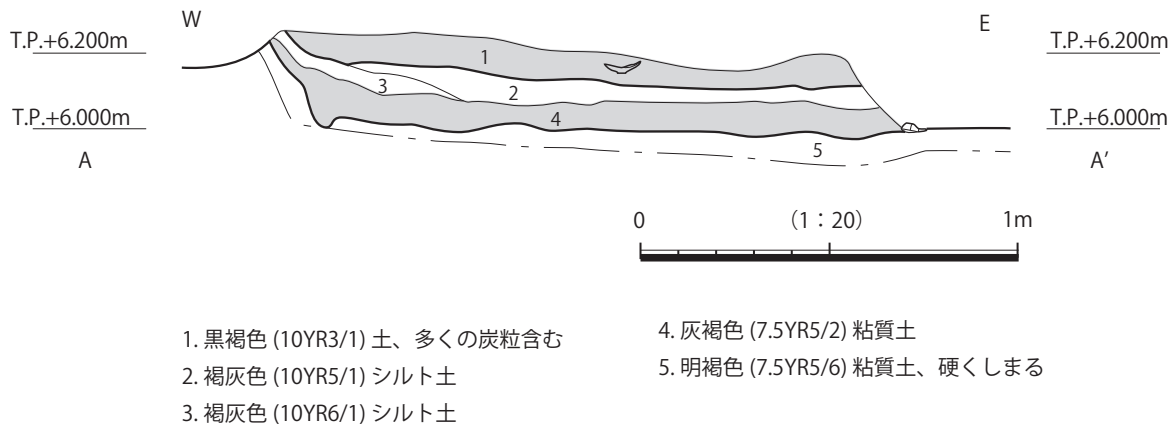 W E
T.P.+6.200m T.P.+6.200m
1
3 2
T.P.+6.000m 4 T.P.+6.000m
A 5 A′
0 (1：20) 1m
1. 黒褐色 (10YR3/1) 土、多くの炭粒含む
2. 褐灰色 (10YR5/1) シルト土
3. 褐灰色 (10YR6/1) シルト土
4. 灰褐色 (7.5YR5/2) 粘質土
5. 明褐色 (7.5YR5/6) 粘質土、硬くしまる